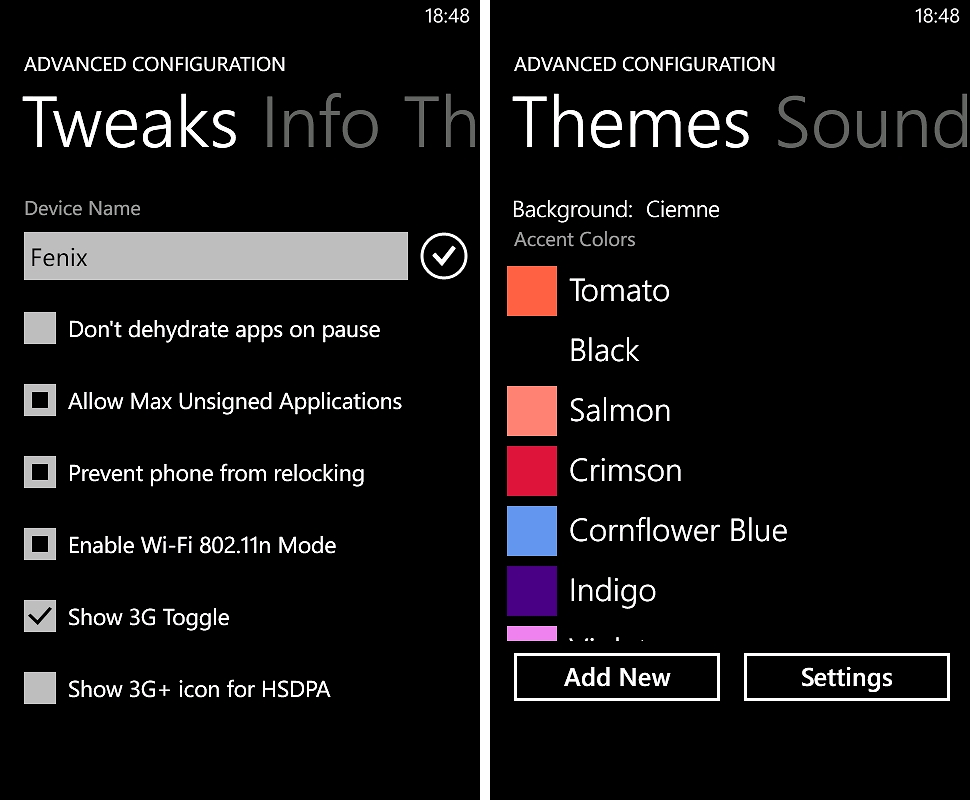 18:48
ADVANCED CONFIGURATION
Tweaks Info Th
Device Name
Fenix
Don't dehydrate apps on pause
Allow Max Unsigned Applications
Prevent phone from relocking
Enable Wi-Fi 802.11n Mode
Show 3G Toggle
Show 3G+ icon for HSDPA
18:48
ADVANCED CONFIGURATION
Themes Sound
Background: Ciemne
Accent Colors
Tomato
Black
Salmon
Crimson
Cornflower Blue
Indigo
Add New
Settings